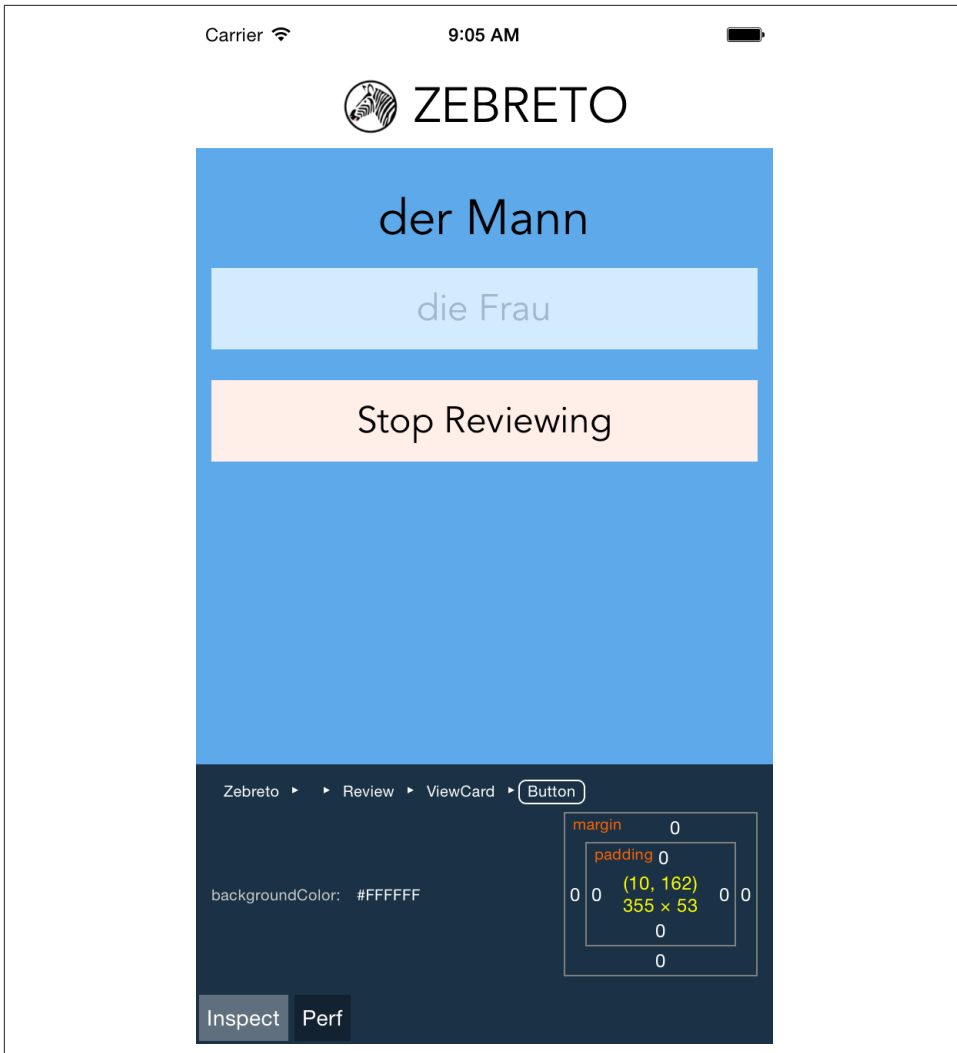 Carrier 9:05 AM
ZEBRETO
der Mann
die Frau
Stop Reviewing
Zebreto ▸ ▸ Review ▸ ViewCard ▸ Button
margin 0
padding 0
backgroundColor: #FFFFFF
0 0 (10, 162) 0 0
355 × 53
0
0
Inspect Perf